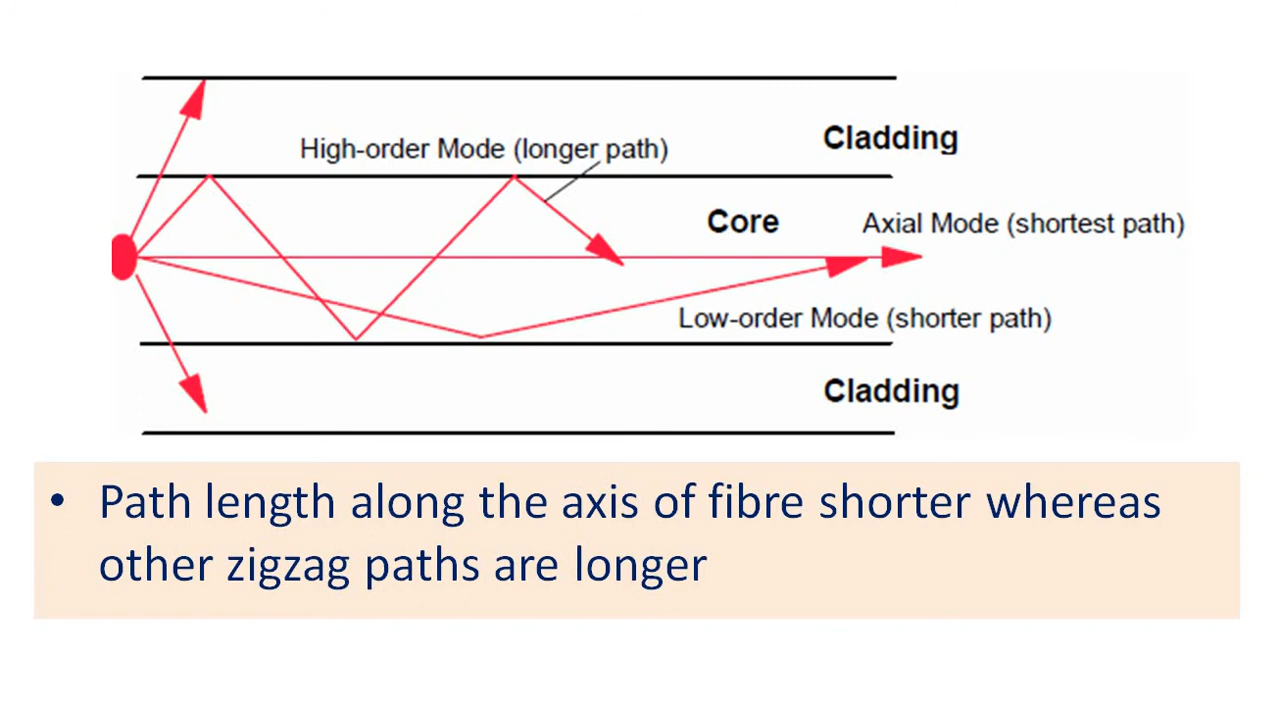 Cladding
High-order Mode (longer path)
Core
Axial Mode (shortest path)
Low-order Mode (shorter path)
Cladding
• Path length along the axis of fibre shorter whereas
other zigzag paths are longer